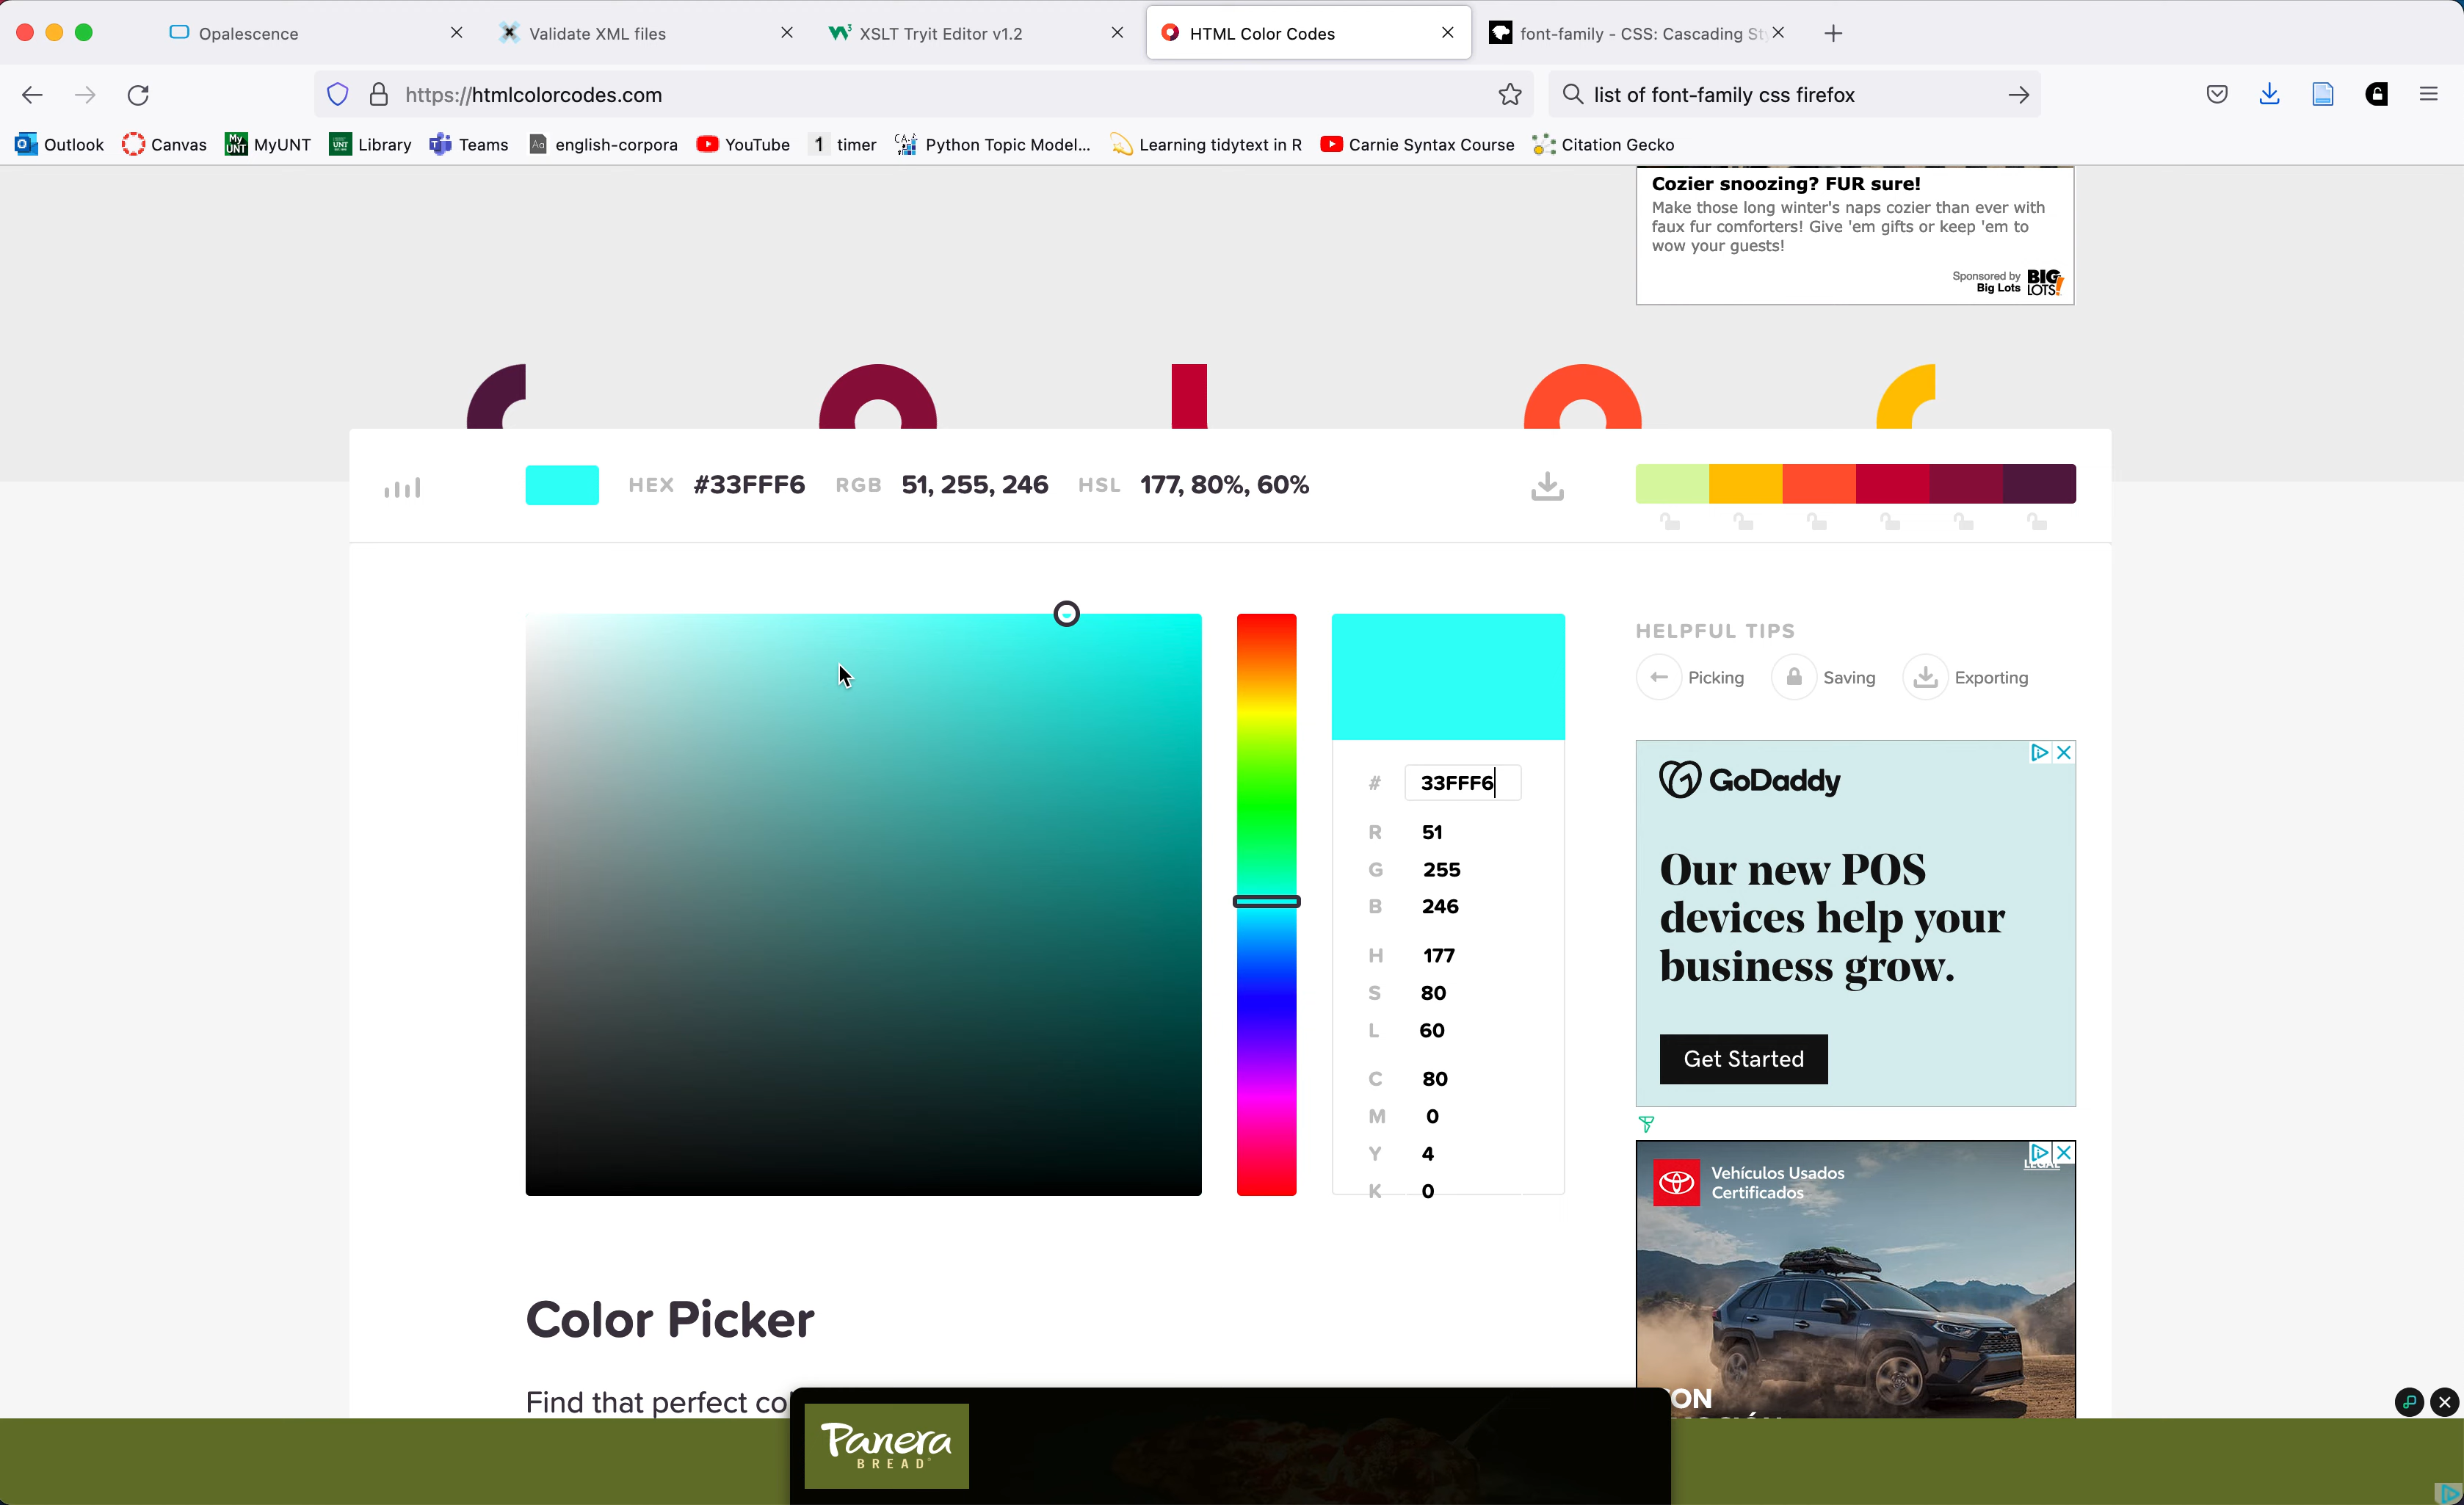 Opalescence
Validate XML files
XSLT Tryit Editor v1.2
HTML Color Codes
font-family - CSS: Cascading St
https://htmlcolorcodes.com
list of font-family css firefox
Outlook
Canvas
MyUNT
Library
Teams
english-corpora
YouTube
timer
Python Topic Model...
Learning tidytext in R
Carnie Syntax Course
Citation Gecko
Cozier snoozing? FUR sure!
Make those long winter's naps cozier than ever with
faux fur comforters! Give 'em gifts or keep 'em to
wow your guests!
Sponsored by
Big Lots
BIG
LOTS!
HEX #33FFF6 RGB 51, 255, 246 HSL 177, 80%, 60%
# 33FFF6
R 51
G 255
B 246
H 177
S 80
L 60
C 80
M 0
Y 4
K 0
HELPFUL TIPS
Picking
Saving
Exporting
GoDaddy
Our new POS
devices help your
business grow.
Get Started
Vehículos Usados
Certificados
LEGAL
Color Picker
Find that perfect co
Panera
BREAD